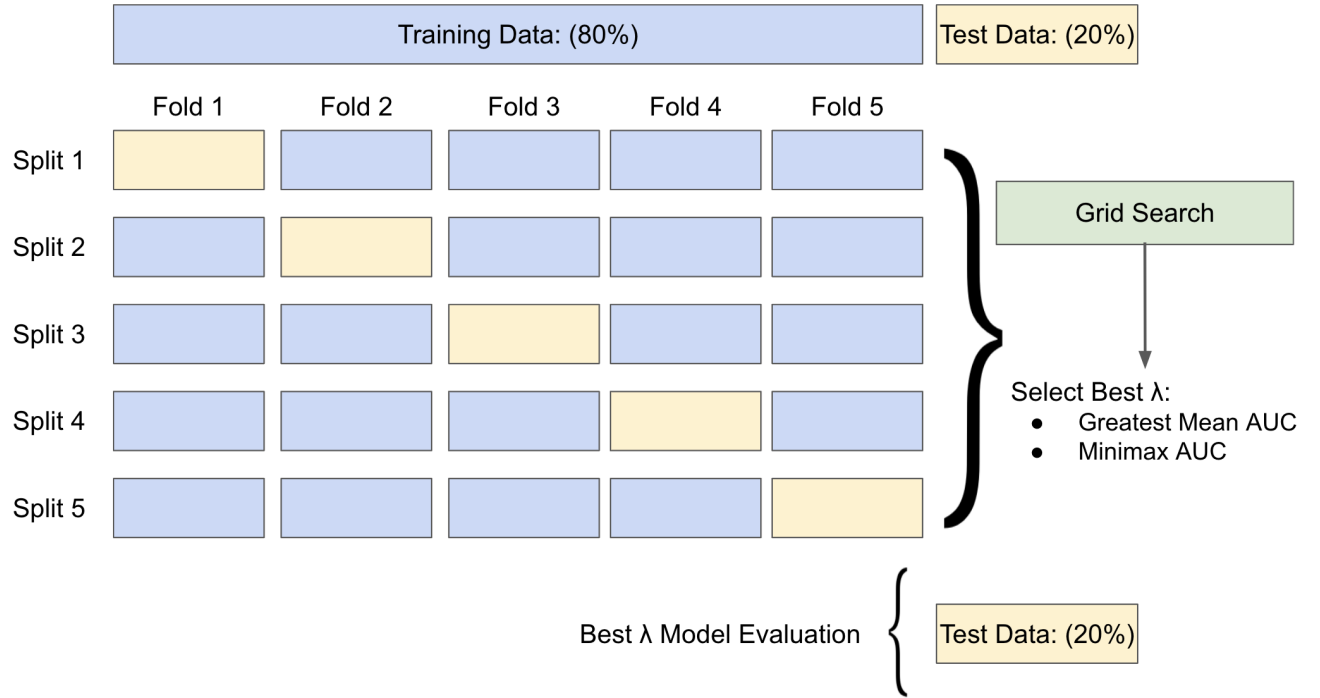 Training Data: (80%)
Test Data: (20%)
Fold 1
Fold 2
Fold 3
Fold 4
Fold 5
Split 1
Split 2
Split 3
Split 4
Split 5
Grid Search
Select Best λ:
● Greatest Mean AUC
● Minimax AUC
Best λ Model Evaluation
Test Data: (20%)